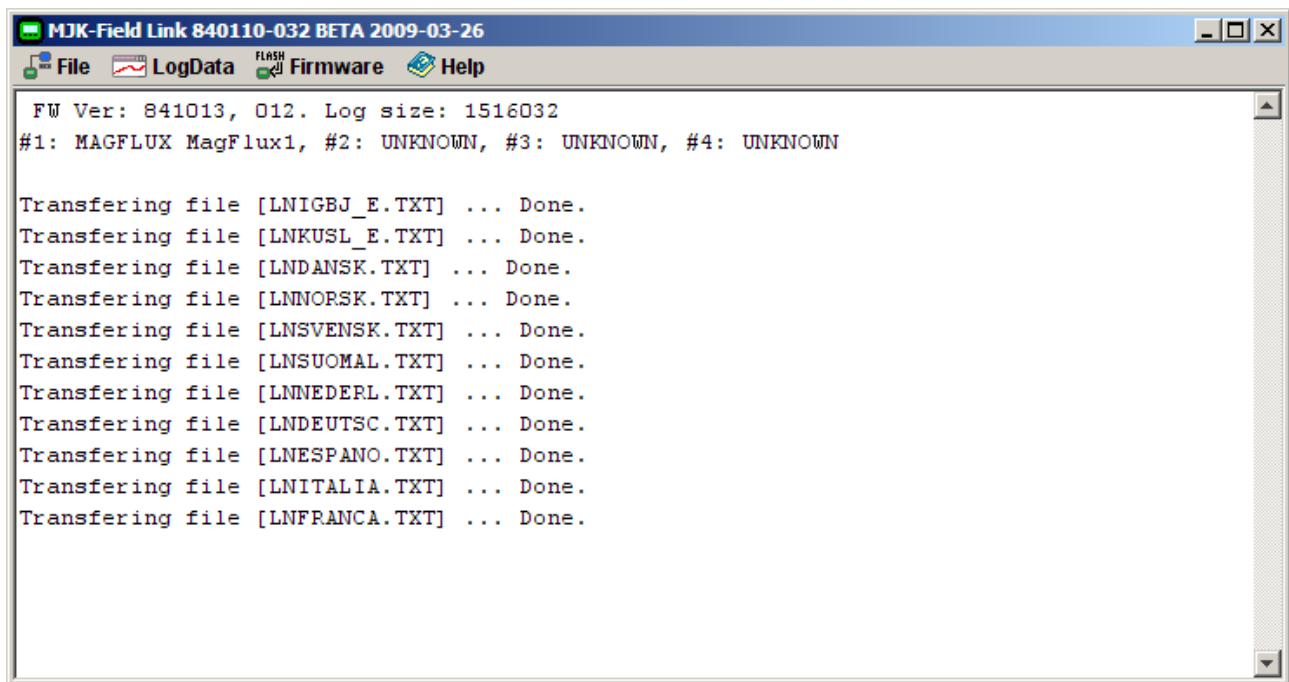 MJK-Field Link 840110-032 BETA 2009-03-26
File LogData FLASH Firmware Help
FW Ver: 841013, 012. Log size: 1516032
#1: MAGFLUX MagFlux1, #2: UNKNOWN, #3: UNKNOWN, #4: UNKNOWN
Transfering file [LNIGBJ_E.TXT] ... Done.
Transfering file [LNKUSL_E.TXT] ... Done.
Transfering file [LNDANSK.TXT] ... Done.
Transfering file [LNNORSK.TXT] ... Done.
Transfering file [LNSVENSK.TXT] ... Done.
Transfering file [LNSUOMAL.TXT] ... Done.
Transfering file [LNNEDERL.TXT] ... Done.
Transfering file [LNDEUTSC.TXT] ... Done.
Transfering file [LNESPANO.TXT] ... Done.
Transfering file [LNITALIA.TXT] ... Done.
Transfering file [LNFRANCA.TXT] ... Done.